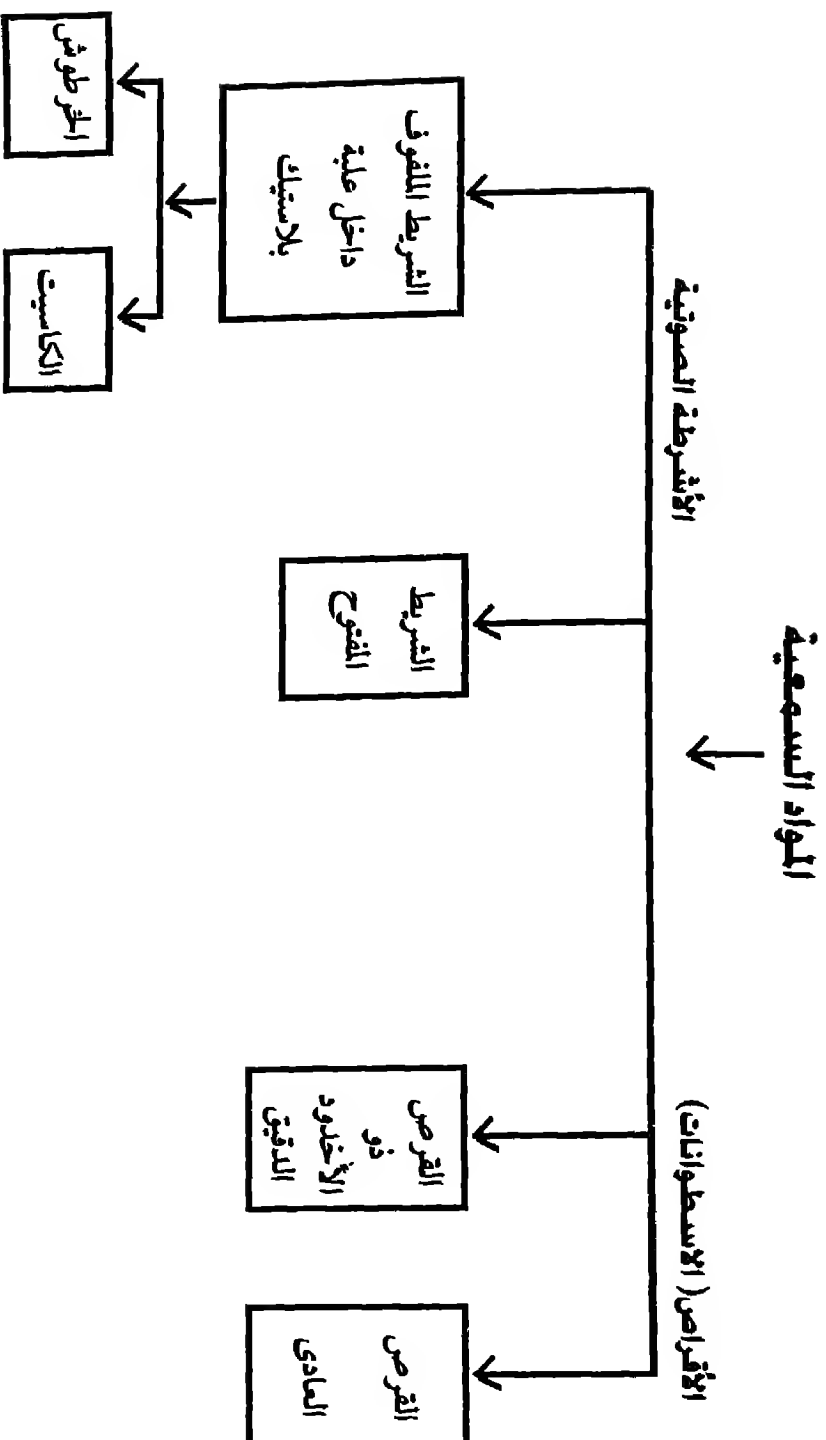 المواد السمعية
الأقراص (الاسطوانات)
الأشرطة الصوتية
القرص
العادى
القرص
ذو
الأخدود
الدقيق
الشريط
المفتوح
الشريط الملفوف
داخل علبة
بلاستيك
الكاسيت
الخرطوش